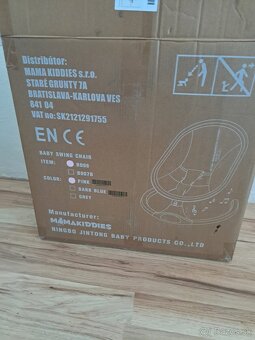 Distribútor:
MAMA KIDDIES s.r.o.
STARÉ GRUNTY 7A
BRATISLAVA-KARLOVA VES
841 04
VAT no: SK2121291755
EN CE
BABY SWING CHAIR
ITEM:
COLOR: PINK
DARK BLUE
GREY
Manufacturer:
MAMAKIDDIES
NINGBO JINTONG BABY PRODUCTS CO.,LTD